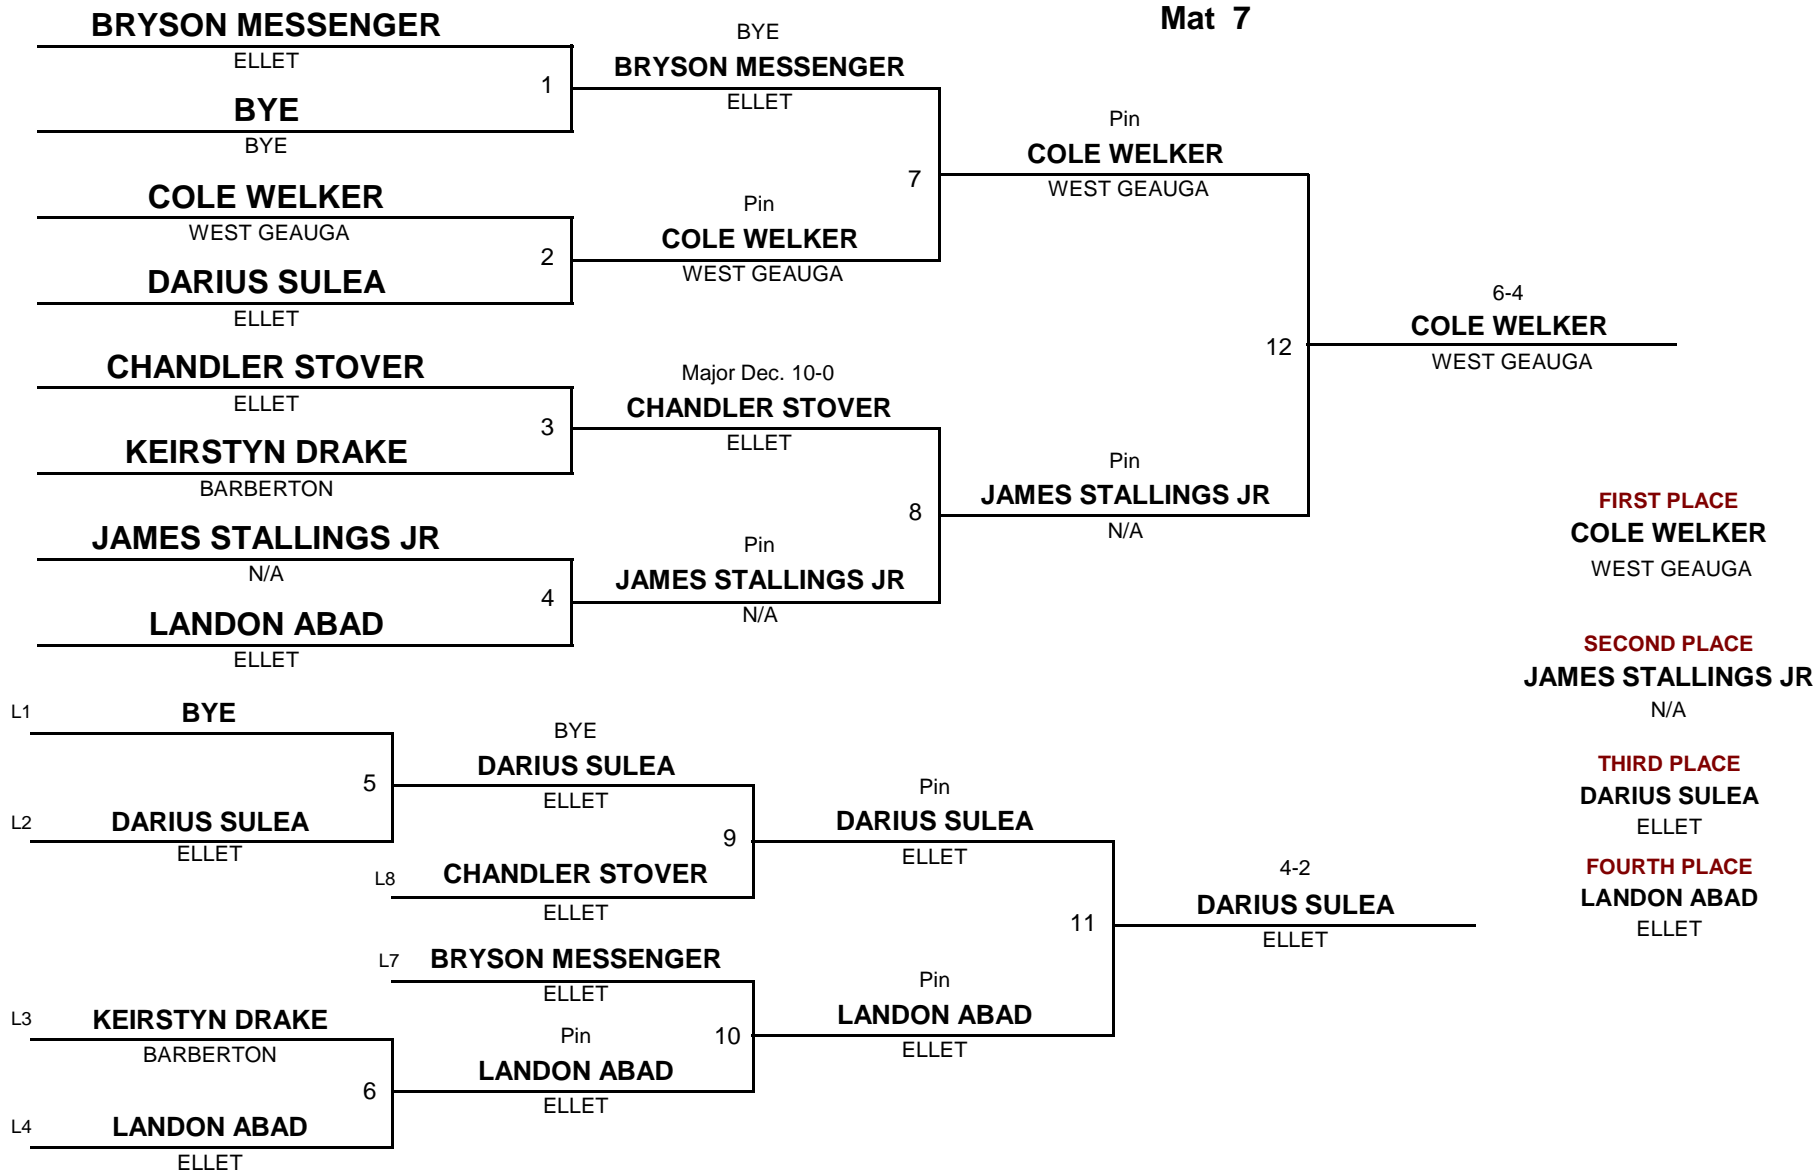 Mat 7
BRYSON MESSENGER
ELLET
1
BYE
BYE
BYE
BRYSON MESSENGER
ELLET
COLE WELKER
WEST GEAUGA
2
DARIUS SULEA
ELLET
Pin
COLE WELKER
WEST GEAUGA
7
Pin
COLE WELKER
WEST GEAUGA
CHANDLER STOVER
ELLET
3
KEIRSTYN DRAKE
BARBERTON
Major Dec. 10-0
CHANDLER STOVER
ELLET
JAMES STALLINGS JR
N/A
4
LANDON ABAD
ELLET
Pin
JAMES STALLINGS JR
N/A
8
Pin
JAMES STALLINGS JR
N/A
12
6-4
COLE WELKER
WEST GEAUGA
FIRST PLACE
COLE WELKER
WEST GEAUGA
SECOND PLACE
JAMES STALLINGS JR
N/A
THIRD PLACE
DARIUS SULEA
ELLET
FOURTH PLACE
LANDON ABAD
ELLET
L1
BYE
5
L2
DARIUS SULEA
ELLET
BYE
DARIUS SULEA
ELLET
9
L8
CHANDLER STOVER
ELLET
Pin
DARIUS SULEA
ELLET
L7
BRYSON MESSENGER
ELLET
L3
KEIRSTYN DRAKE
BARBERTON
6
L4
LANDON ABAD
ELLET
Pin
LANDON ABAD
ELLET
10
Pin
LANDON ABAD
ELLET
11
4-2
DARIUS SULEA
ELLET